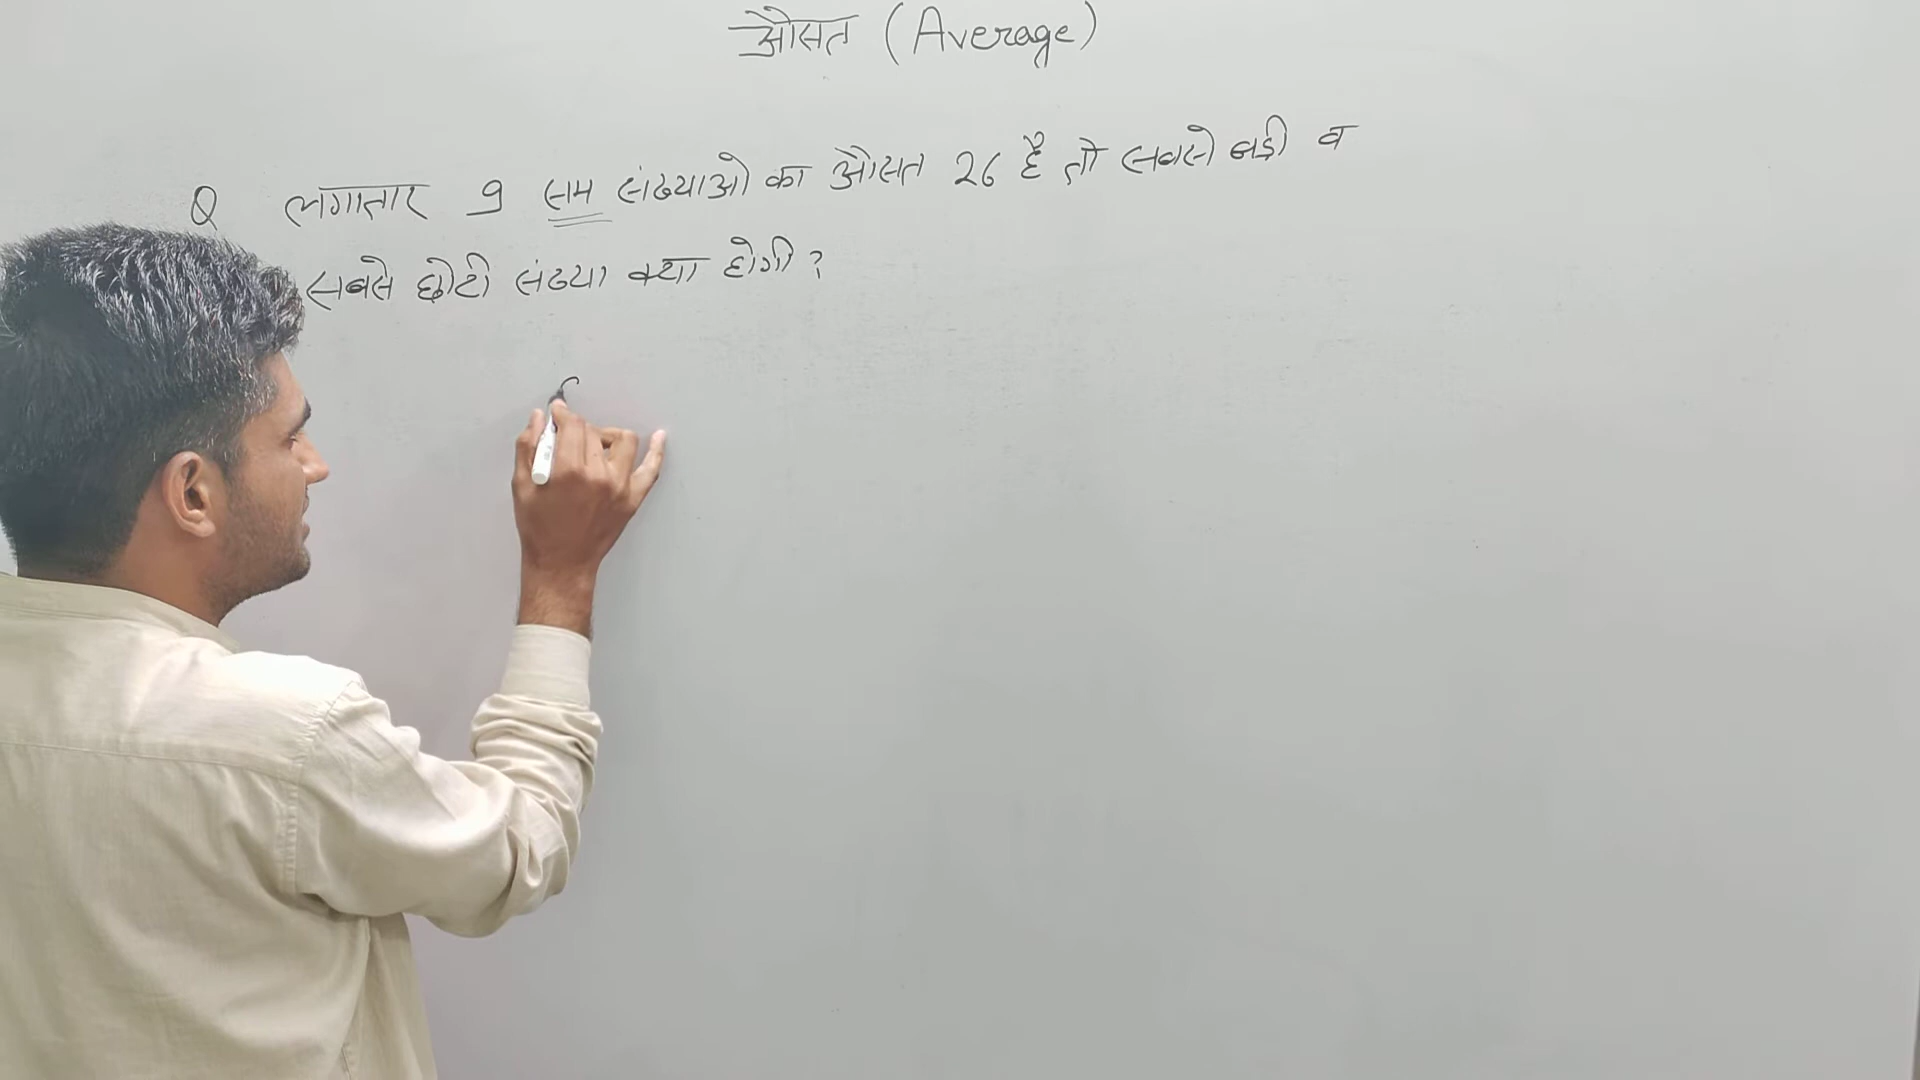 औसत (Average)
Q लगातार 9 सम संख्याओ का औसत 26 है तो सबसे बड़ी व
सबसे छोटी संख्या क्या होगी ?